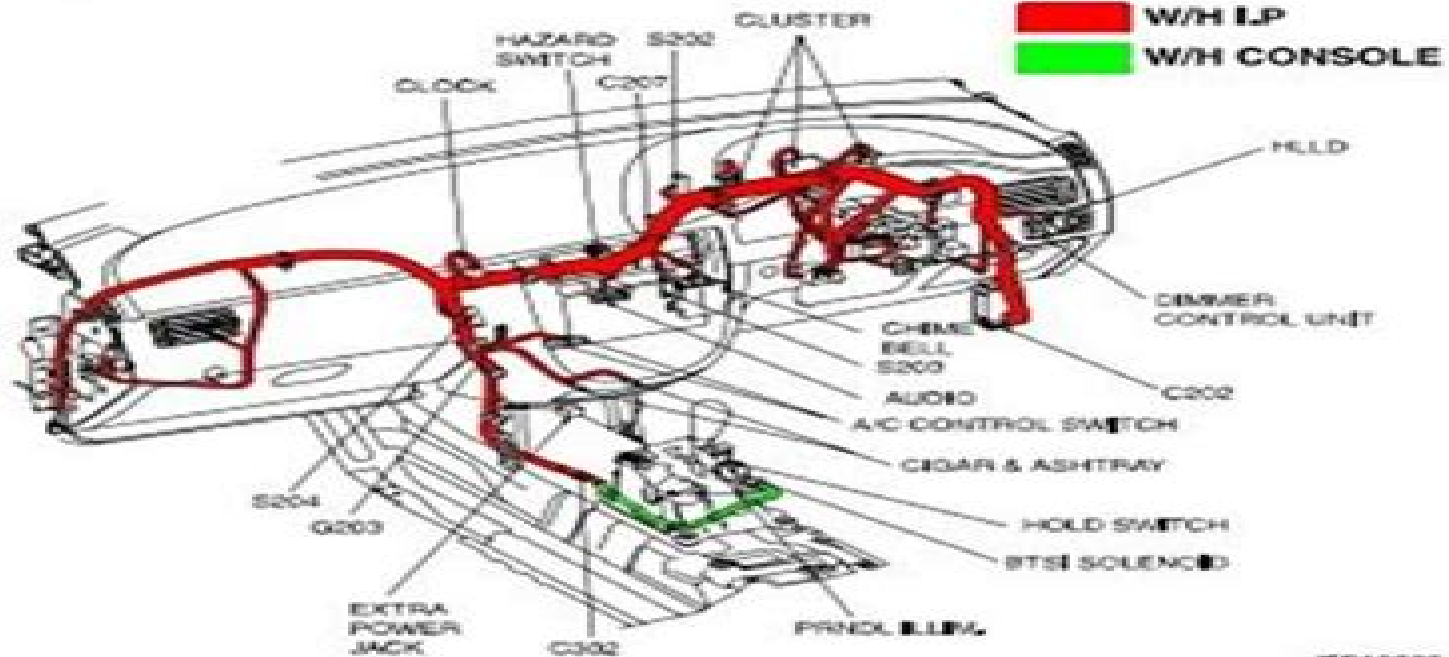 W/H I.P
W/H CONSOLE
CLUSTER
HAZARD
SWITCH
S202
CLOCK
C207
HLLD
DIMMER
CONTROL UNIT
CHIME
BELL
S203
C202
AUDIO
A/C CONTROL SWITCH
CIGAR & ASHTRAY
S204
G203
HOLD SWITCH
BTSI SOLENOID
EXTRA
POWER
JACK
C302
PRNDL ILLUM.